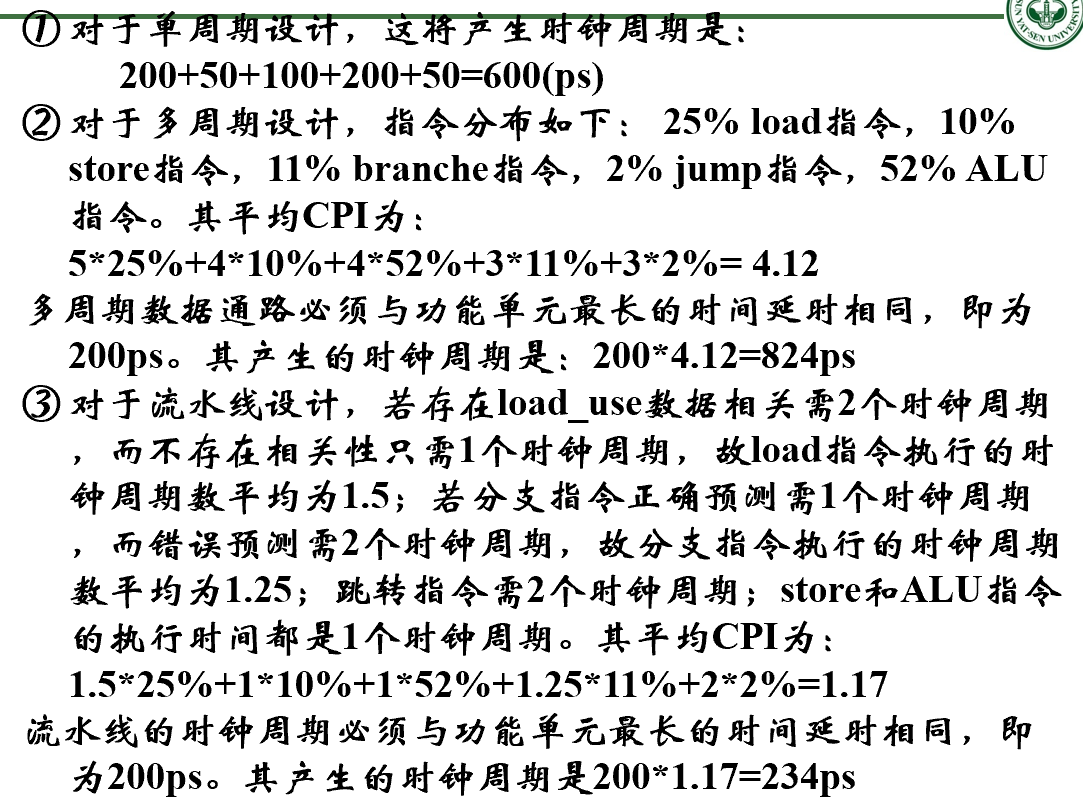 ① 对于单周期设计，这将产生时钟周期是：
200+50+100+200+50=600(ps)
② 对于多周期设计，指令分布如下： 25% load指令，10%
store指令，11% branche指令，2% jump指令，52% ALU
指令。其平均CPI为：
5*25%+4*10%+4*52%+3*11%+3*2%= 4.12
多周期数据通路必须与功能单元最长的时间延时相同，即为
200ps。其产生的时钟周期是：200*4.12=824ps
③ 对于流水线设计，若存在load_use数据相关需2个时钟周期
，而不存在相关性只需1个时钟周期，故load指令执行的时
钟周期数平均为1.5；若分支指令正确预测需1个时钟周期
，而错误预测需2个时钟周期，故分支指令执行的时钟周期
数平均为1.25；跳转指令需2个时钟周期；store和ALU指令
的执行时间都是1个时钟周期。其平均CPI为：
1.5*25%+1*10%+1*52%+1.25*11%+2*2%=1.17
流水线的时钟周期必须与功能单元最长的时间延时相同，即
为200ps。其产生的时钟周期是200*1.17=234ps